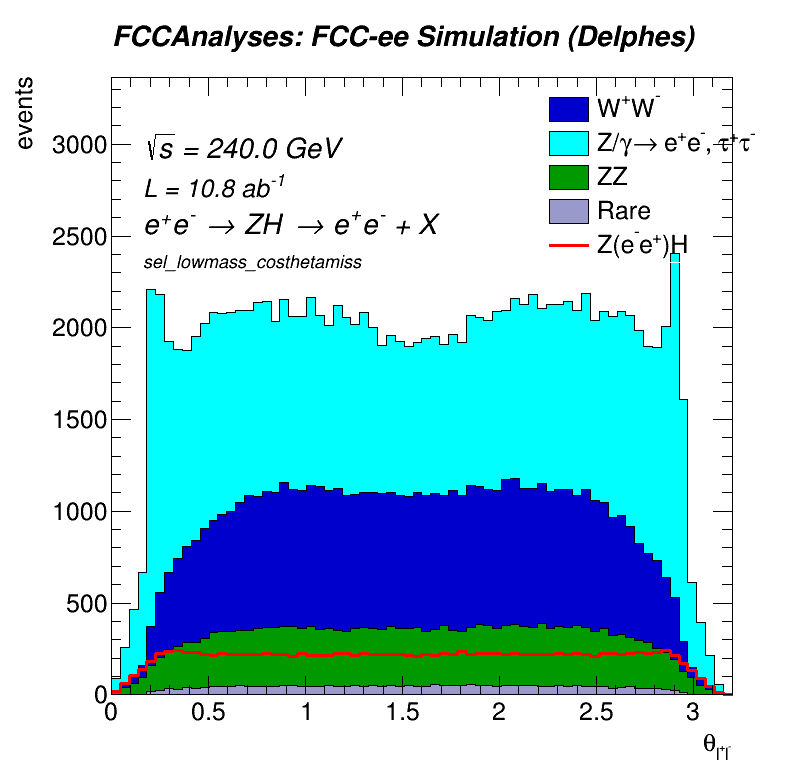 FCCAnalyses: FCC-ee Simulation (Delphes)
events
√s = 240.0 GeV
L = 10.8 ab⁻¹
e⁺e⁻ → ZH → e⁺e⁻ + X
sel_lowmass_costhetamiss
W⁺W⁻
Z/γ→ e⁺e⁻, τ⁺τ⁻
ZZ
Rare
Z(e⁻e⁺)H
3000
2500
2000
1500
1000
500
0
0 0.5 1 1.5 2 2.5 3
θ_l⁺l⁻